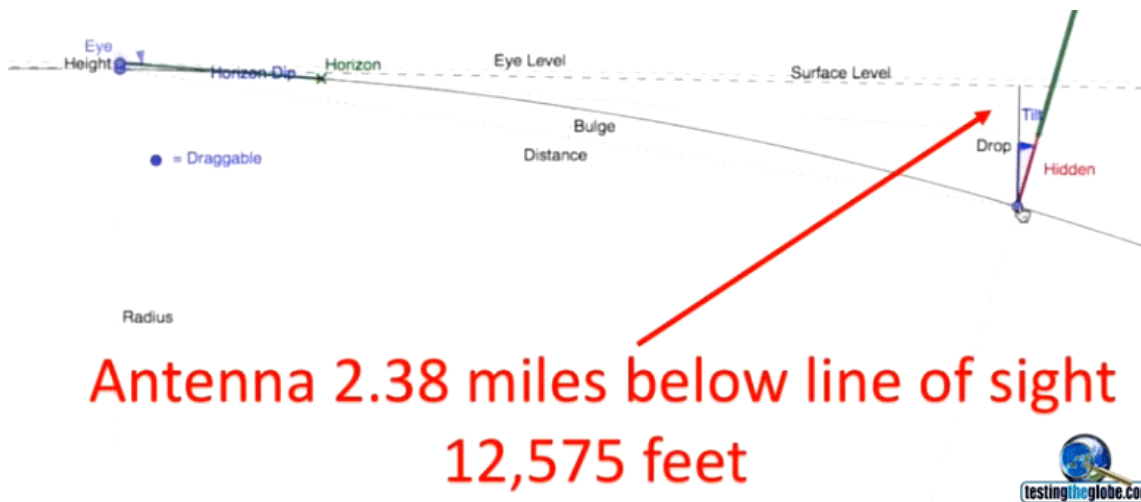 Eye
Height
Horizon Dip
Horizon
Eye Level
Surface Level
Tilt
Bulge
Drop
Distance
= Draggable
Hidden
Radius
Antenna 2.38 miles below line of sight
12,575 feet
testingtheglobe.co